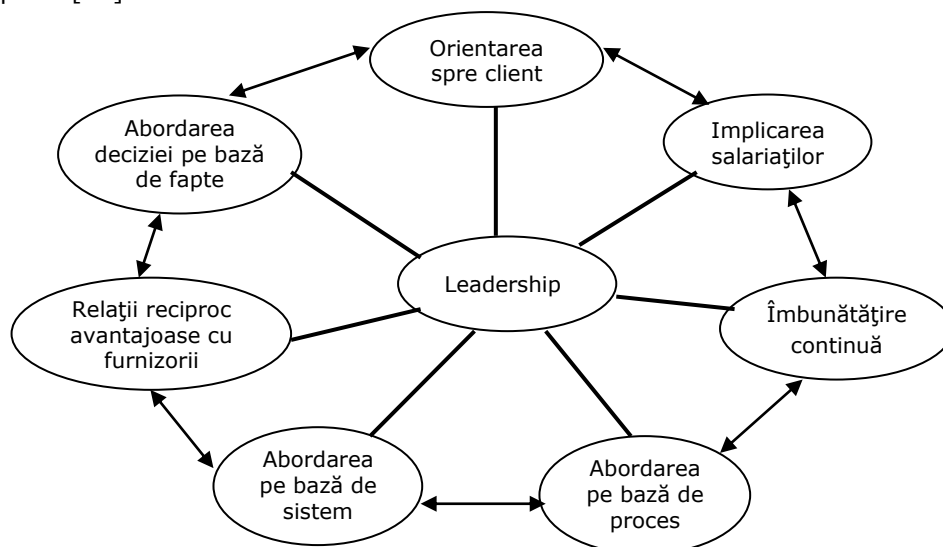 Orientarea
spre client
Abordarea
deciziei pe bază
de fapte
Implicarea
salariaţilor
Leadership
Relaţii reciproc
avantajoase cu
furnizorii
Îmbunătăţire
continuă
Abordarea
pe bază de
sistem
Abordarea
pe bază de
proces